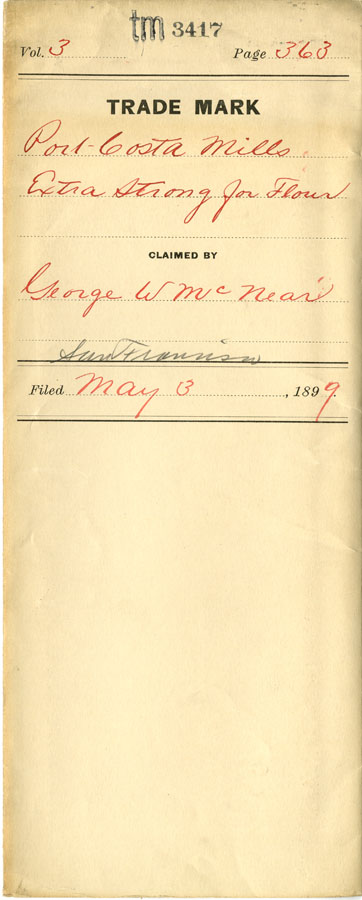 tm 3417
Vol. 3 Page 363
TRADE MARK
Port-Costa Mills.
Extra Strong for Flour
CLAIMED BY
George W McNear
San Francisco
Filed May 3, 1899.